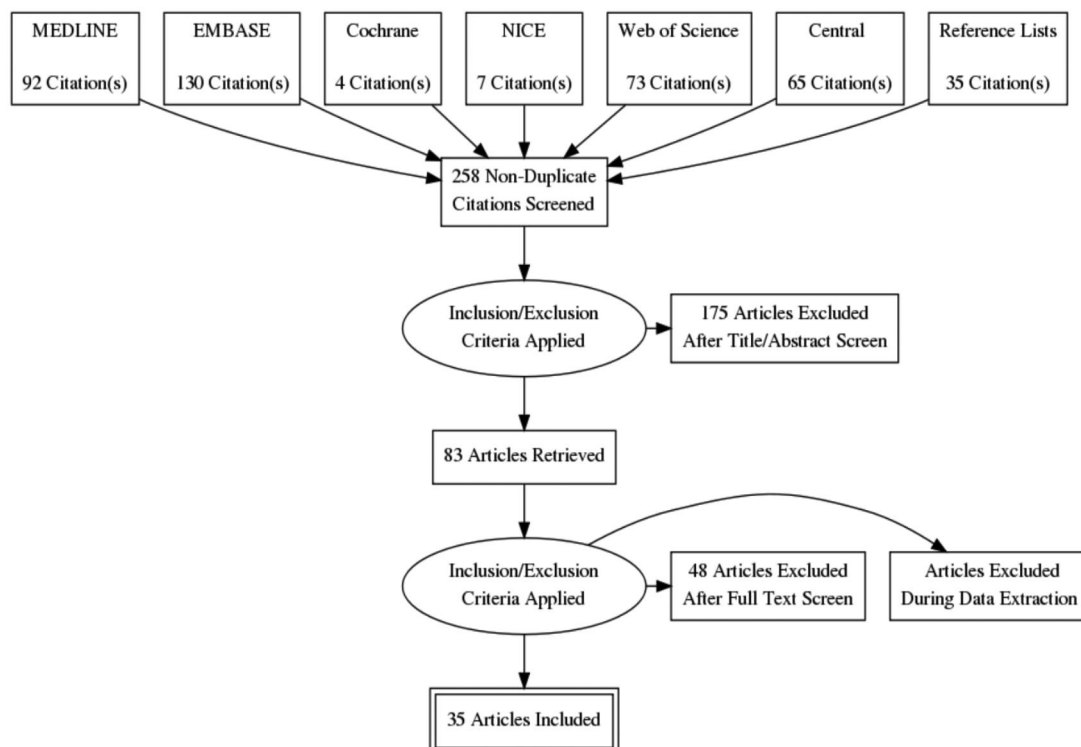 MEDLINE
92 Citation(s)
EMBASE
130 Citation(s)
Cochrane
4 Citation(s)
NICE
7 Citation(s)
Web of Science
73 Citation(s)
Central
65 Citation(s)
Reference Lists
35 Citation(s)
258 Non-Duplicate
Citations Screened
Inclusion/Exclusion
Criteria Applied
175 Articles Excluded
After Title/Abstract Screen
83 Articles Retrieved
Inclusion/Exclusion
Criteria Applied
48 Articles Excluded
After Full Text Screen
Articles Excluded
During Data Extraction
35 Articles Included